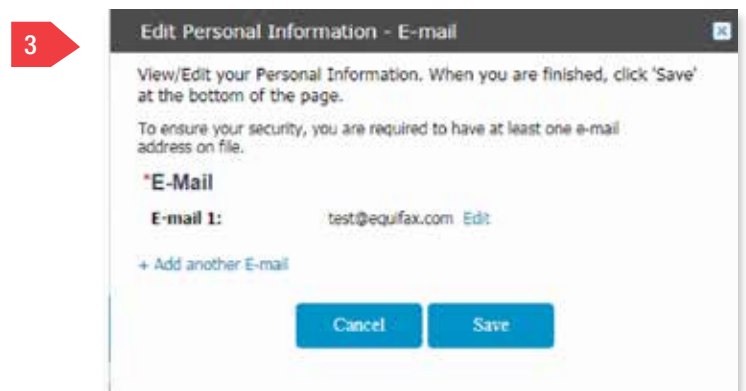 3
Edit Personal Information - E-mail
View/Edit your Personal Information. When you are finished, click 'Save'
at the bottom of the page.
To ensure your security, you are required to have at least one e-mail
address on file.
*E-Mail
E-mail 1: test@equifax.com Edit
+ Add another E-mail
Cancel Save